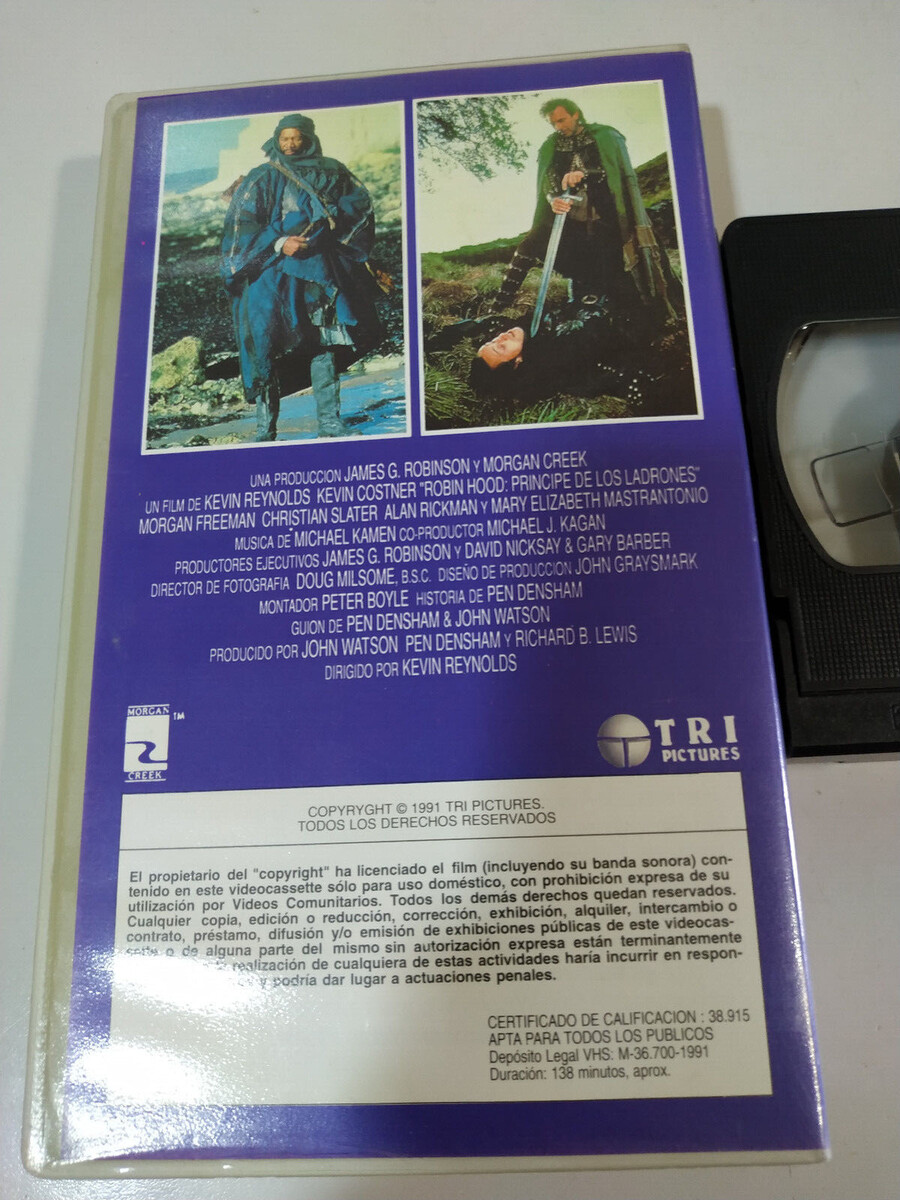 UNA PRODUCCION JAMES G. ROBINSON Y MORGAN CREEK
UN FILM DE KEVIN REYNOLDS KEVIN COSTNER "ROBIN HOOD: PRINCIPE DE LOS LADRONES"
MORGAN FREEMAN CHRISTIAN SLATER ALAN RICKMAN Y MARY ELIZABETH MASTRANTONIO
MUSICA DE MICHAEL KAMEN CO-PRODUCTOR MICHAEL J. KAGAN
PRODUCTORES EJECUTIVOS JAMES G. ROBINSON Y DAVID NICKSAY & GARY BARBER
DIRECTOR DE FOTOGRAFIA DOUG MILSOME, B.S.C. DISEÑO DE PRODUCCION JOHN GRAYSMARK
MONTADOR PETER BOYLE HISTORIA DE PEN DENSHAM
GUION DE PEN DENSHAM & JOHN WATSON
PRODUCIDO POR JOHN WATSON PEN DENSHAM Y RICHARD B. LEWIS
DIRIGIDO POR KEVIN REYNOLDS
MORGAN TM
CREEK
TRI
PICTURES
COPYRYGHT © 1991 TRI PICTURES.
TODOS LOS DERECHOS RESERVADOS
El propietario del "copyright" ha licenciado el film (incluyendo su banda sonora) con-
tenido en este videocassette sólo para uso doméstico, con prohibición expresa de su
utilización por Videos Comunitarios. Todos los demás derechos quedan reservados.
Cualquier copia, edición o reducción, corrección, exhibición, alquiler, intercambio o
contrato, préstamo, difusión y/o emisión de exhibiciones públicas de este videocas-
sette o de alguna parte del mismo sin autorización expresa están terminantemente
realización de cualquiera de estas actividades haría incurrir en respon-
y podría dar lugar a actuaciones penales.
CERTIFICADO DE CALIFICACION : 38.915
APTA PARA TODOS LOS PUBLICOS
Depósito Legal VHS: M-36.700-1991
Duración: 138 minutos, aprox.